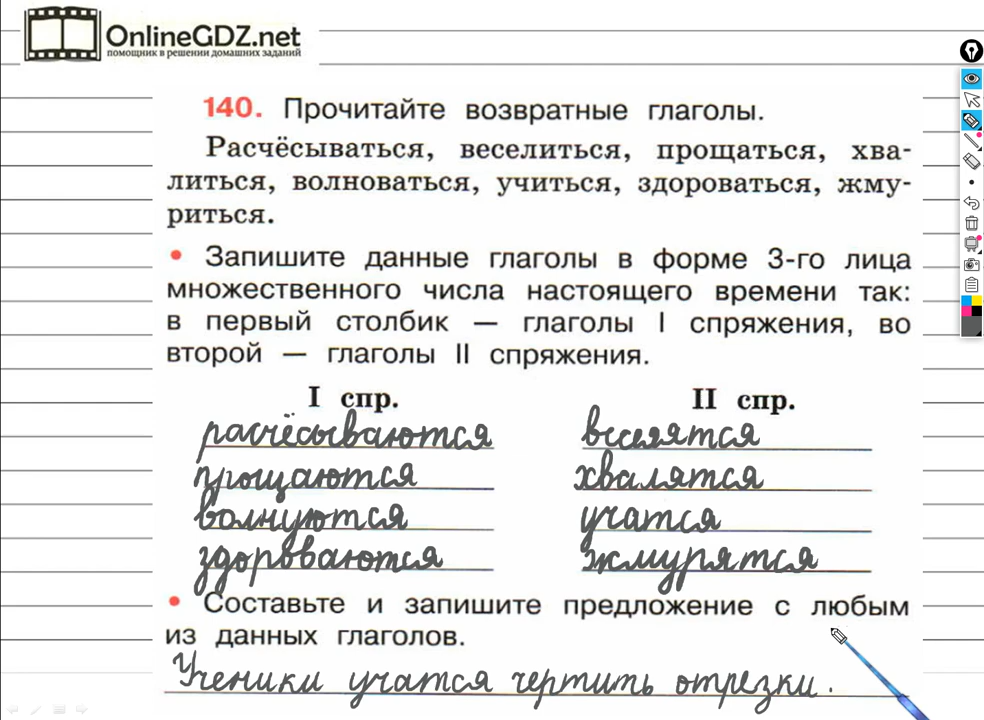 OnlineGDZ.net
помощник в решении домашних заданий
140. Прочитайте возвратные глаголы.
Расчёсываться, веселиться, прощаться, хва-
литься, волноваться, учиться, здороваться, жму-
риться.
• Запишите данные глаголы в форме 3-го лица
множественного числа настоящего времени так:
в первый столбик — глаголы I спряжения, во
второй — глаголы II спряжения.
I спр. II спр.
расчёсываются веселятся
прощаются хвалятся
волнуются учатся
здороваются жмурятся
• Составьте и запишите предложение с любым
из данных глаголов.
Ученики учатся чертить отрезки.